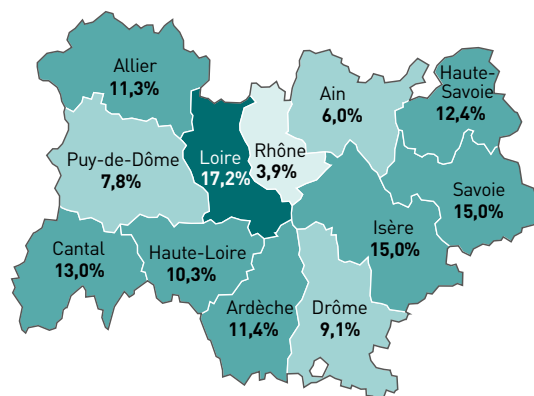 Allier
11,3%
Haute-
Savoie
12,4%
Ain
6,0%
Puy-de-Dôme
7,8%
Loire
17,2%
Rhône
3,9%
Savoie
15,0%
Isère
15,0%
Cantal
13,0%
Haute-Loire
10,3%
Ardèche
11,4%
Drôme
9,1%